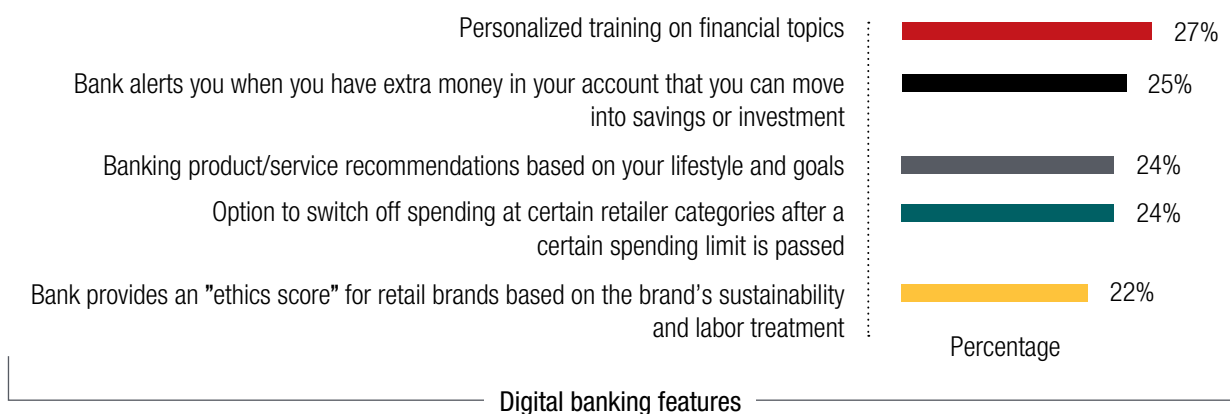 Personalized training on financial topics 27%
Bank alerts you when you have extra money in your account that you can move
into savings or investment
25%
Banking product/service recommendations based on your lifestyle and goals 24%
Option to switch off spending at certain retailer categories after a
certain spending limit is passed
24%
Bank provides an "ethics score" for retail brands based on the brand’s sustainability
and labor treatment
22%
Percentage
Digital banking features